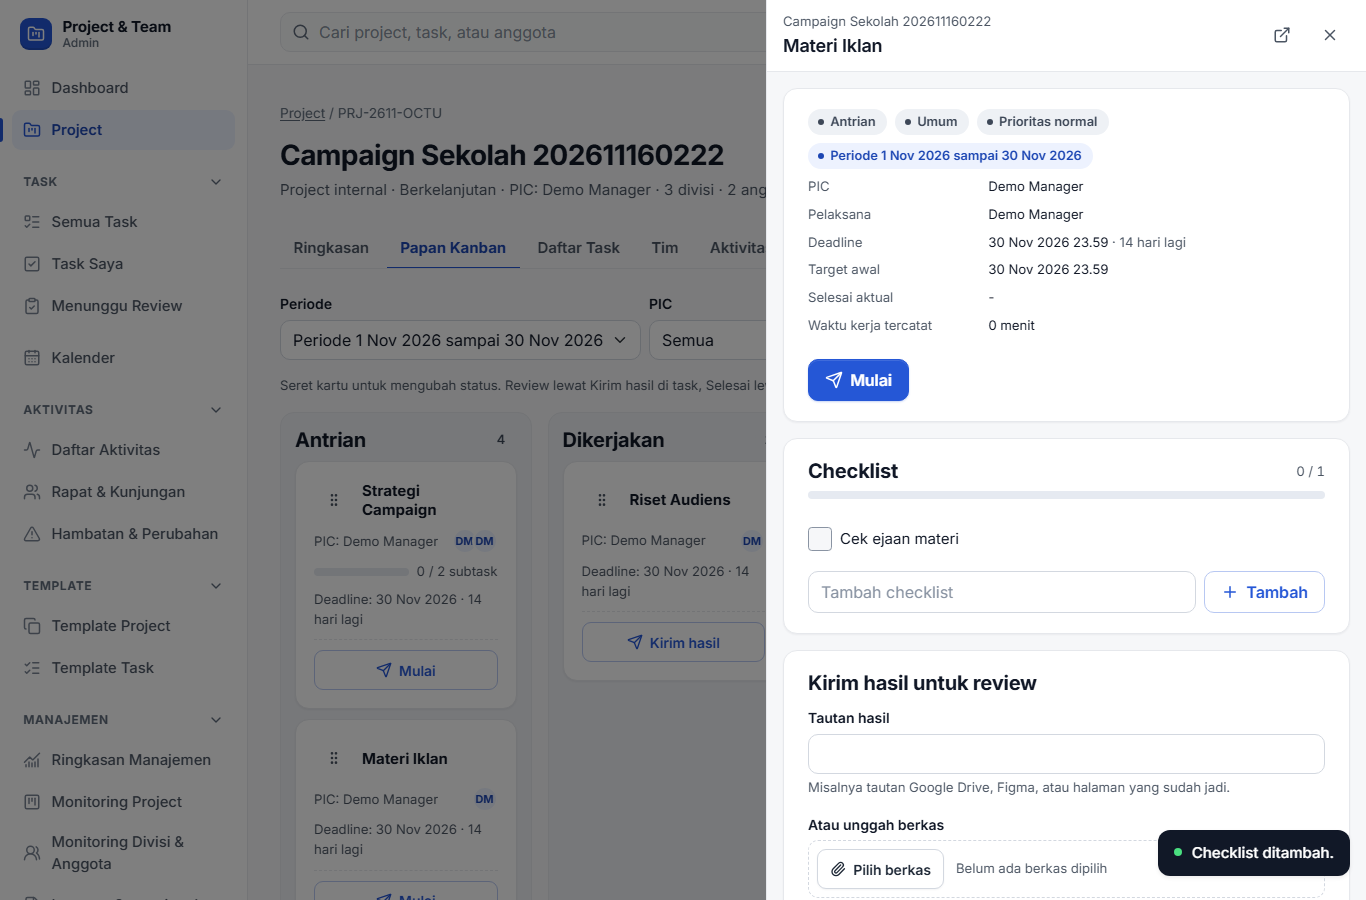 Project & Team
Admin
Dashboard
Project
TASK
Semua Task
Task Saya
Menunggu Review
Kalender
AKTIVITAS
Daftar Aktivitas
Rapat & Kunjungan
Hambatan & Perubahan
TEMPLATE
Template Project
Template Task
MANAJEMEN
Ringkasan Manajemen
Monitoring Project
Monitoring Divisi &
Anggota
Cari project, task, atau anggota
Project / PRJ-2611-OCTU
Campaign Sekolah 202611160222
Project internal · Berkelanjutan · PIC: Demo Manager · 3 divisi · 2
Ringkasan
Papan Kanban
Daftar Task
Tim
Periode
PIC
Periode 1 Nov 2026 sampai 30 Nov 2026
Semua
Seret kartu untuk mengubah status. Review lewat Kirim hasil di task, Selesai
Antrian
4
Strategi
Campaign
PIC: Demo Manager
DM DM
0 / 2 subtask
Deadline: 30 Nov 2026 · 14
hari lagi
Mulai
Materi Iklan
PIC: Demo Manager
DM
Deadline: 30 Nov 2026 · 14
hari lagi
Mulai
Dikerjakan
Riset Audiens
PIC: Demo Manager
DM
Deadline: 30 Nov 2026 · 14
hari lagi
Kirim hasil
Campaign Sekolah 202611160222
Materi Iklan
Antrian
Umum
Prioritas normal
Periode 1 Nov 2026 sampai 30 Nov 2026
PIC
Demo Manager
Pelaksana
Demo Manager
Deadline
30 Nov 2026 23.59 · 14 hari lagi
Target awal
30 Nov 2026 23.59
Selesai aktual
-
Waktu kerja tercatat
0 menit
Mulai
Checklist
0 / 1
Cek ejaan materi
Tambah checklist
Tambah
Kirim hasil untuk review
Tautan hasil
Misalnya tautan Google Drive, Figma, atau halaman yang sudah jadi.
Atau unggah berkas
Pilih berkas
Belum ada berkas dipilih
Checklist ditambah.